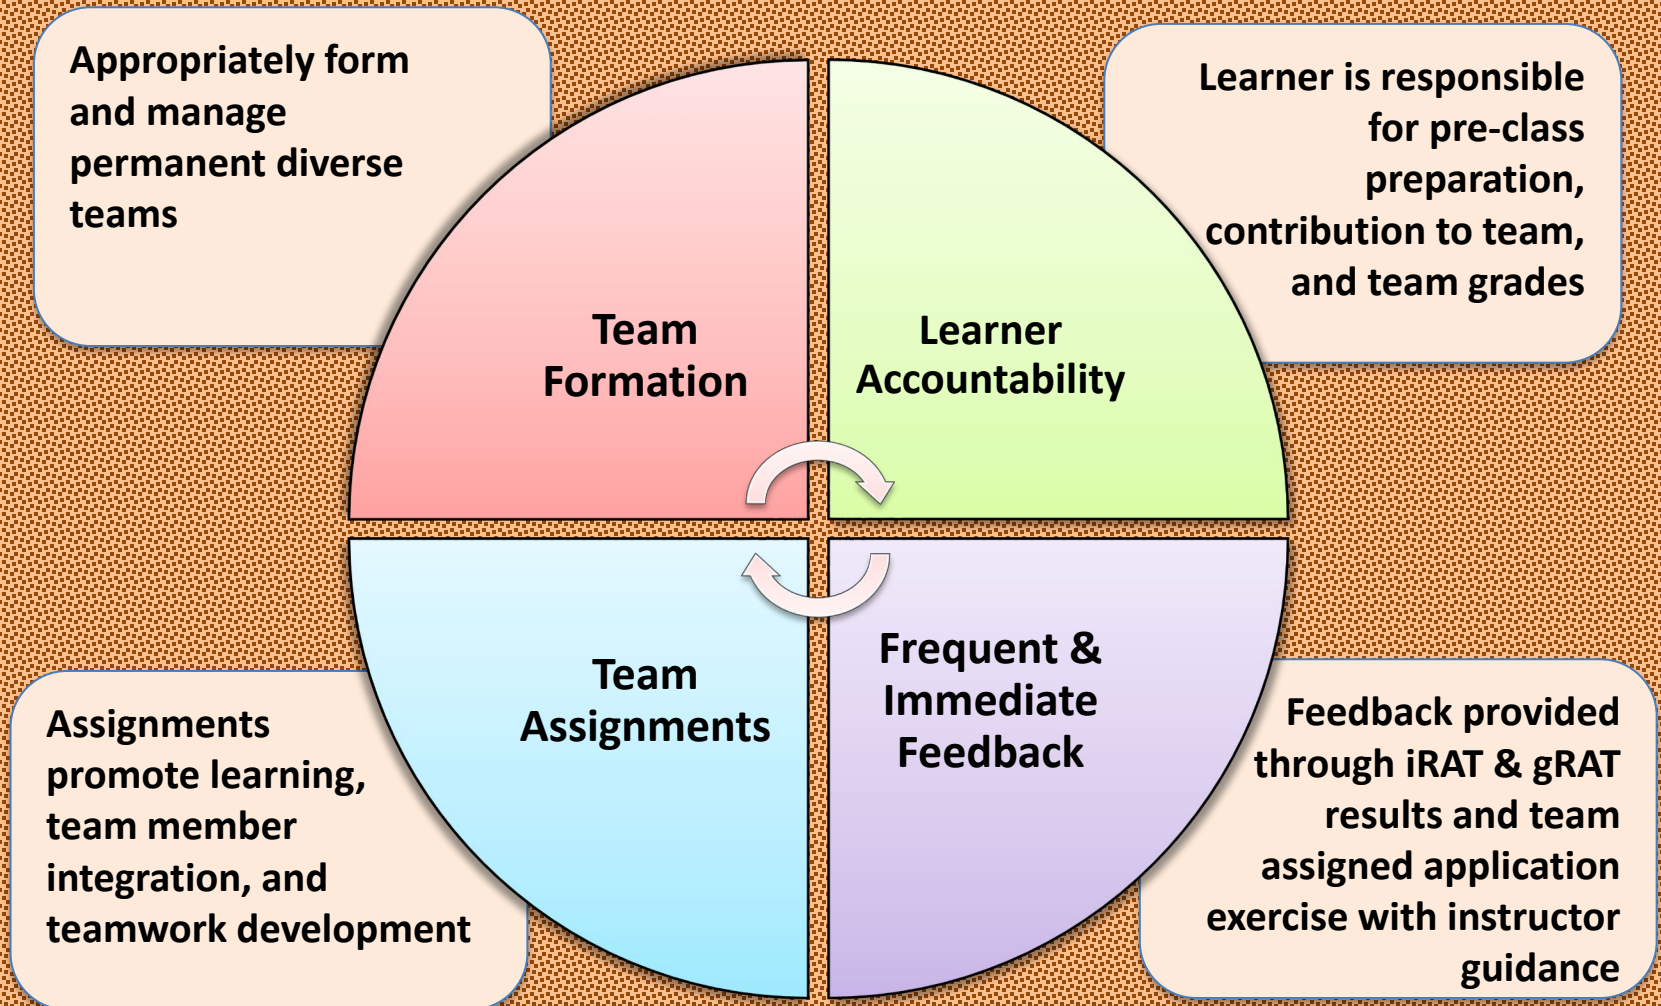 Appropriately form
and manage
permanent diverse
teams
Learner is responsible
for pre-class
preparation,
contribution to team,
and team grades
Team
Formation
Learner
Accountability
Team
Assignments
Frequent &
Immediate
Feedback
Assignments
promote learning,
team member
integration, and
teamwork development
Feedback provided
through iRAT & gRAT
results and team
assigned application
exercise with instructor
guidance